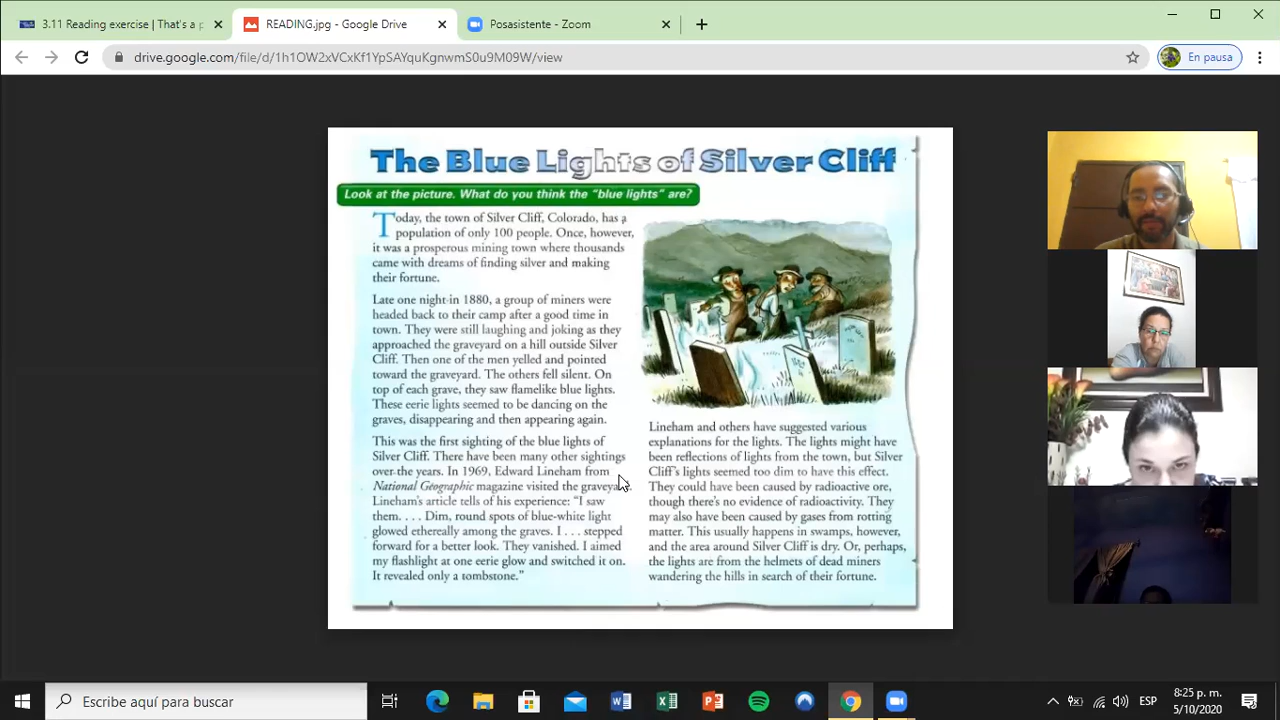 3.11 Reading exercise | That's a p
READING.jpg - Google Drive
Posasistente - Zoom
drive.google.com/file/d/1h1OW2xVCxKf1YpSAYquKgnwmS0u9M09W/view
En pausa
The Blue Lights of Silver Cliff
Look at the picture. What do you think the "blue lights" are?
Today, the town of Silver Cliff, Colorado, has a
population of only 100 people. Once, however,
it was a prosperous mining town where thousands
came with dreams of finding silver and making
their fortune.
Late one night in 1880, a group of miners were
headed back to their camp after a good time in
town. They were still laughing and joking as they
approached the graveyard on a hill outside Silver
Cliff. Then one of the men yelled and pointed
toward the graveyard. The others fell silent. On
top of each grave, they saw flamelike blue lights.
These eerie lights seemed to be dancing on the
graves, disappearing and then appearing again.
This was the first sighting of the blue lights of
Silver Cliff. There have been many other sightings
over the years. In 1969, Edward Lineham from
National Geographic magazine visited the graveyard.
Lineham's article tells of his experience: "I saw
them. . . . Dim, round spots of blue-white light
glowed ethereally among the graves. I . . . stepped
forward for a better look. They vanished. I aimed
my flashlight at one eerie glow and switched it on.
It revealed only a tombstone."
Lineham and others have suggested various
explanations for the lights. The lights might have
been reflections of lights from the town, but Silver
Cliff's lights seemed too dim to have this effect.
They could have been caused by radioactive ore,
though there's no evidence of radioactivity. They
may also have been caused by gases from rotting
matter. This usually happens in swamps, however,
and the area around Silver Cliff is dry. Or, perhaps,
the lights are from the helmets of dead miners
wandering the hills in search of their fortune.
Escribe aquí para buscar
ESP
8:25 p. m.
5/10/2020